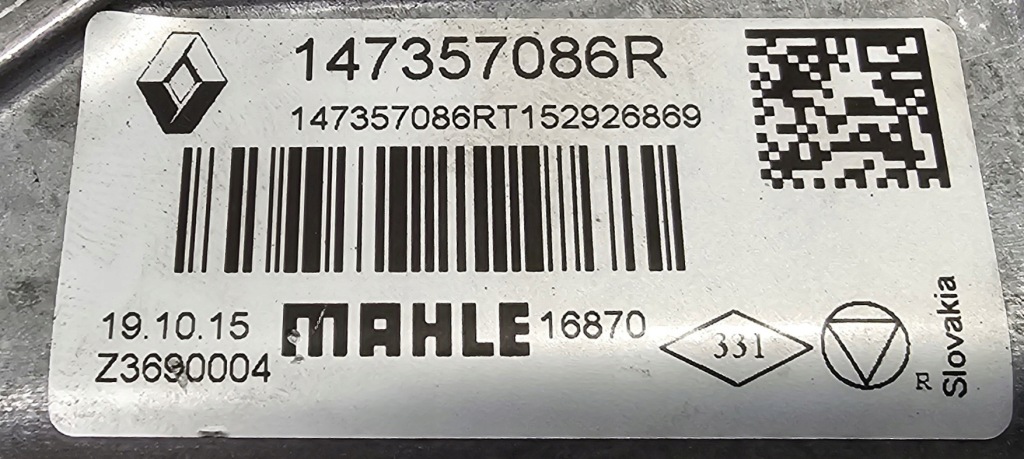 147357086R
147357086RT152926869
19.10.15 MAHLE 16870
Z3690004
331
R
Slovakia